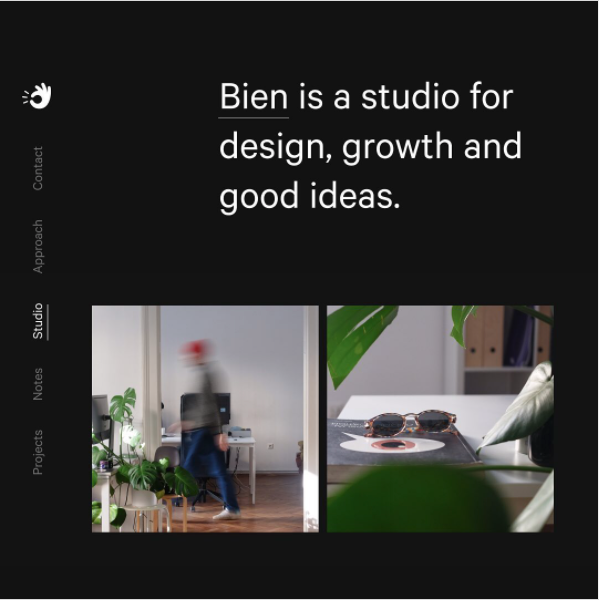 Bien is a studio for
design, growth and
good ideas.
Contact
Approach
Studio
Notes
Projects